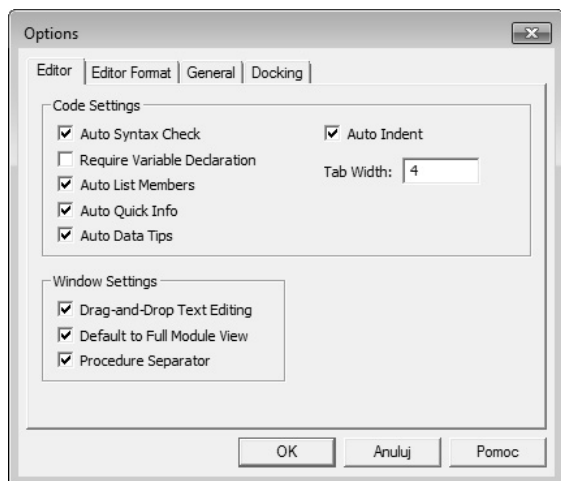 Options
Editor Editor Format General Docking
Code Settings
Auto Syntax Check
Require Variable Declaration
Auto List Members
Auto Quick Info
Auto Data Tips
Auto Indent
Tab Width: 4
Window Settings
Drag-and-Drop Text Editing
Default to Full Module View
Procedure Separator
OK Anuluj Pomoc